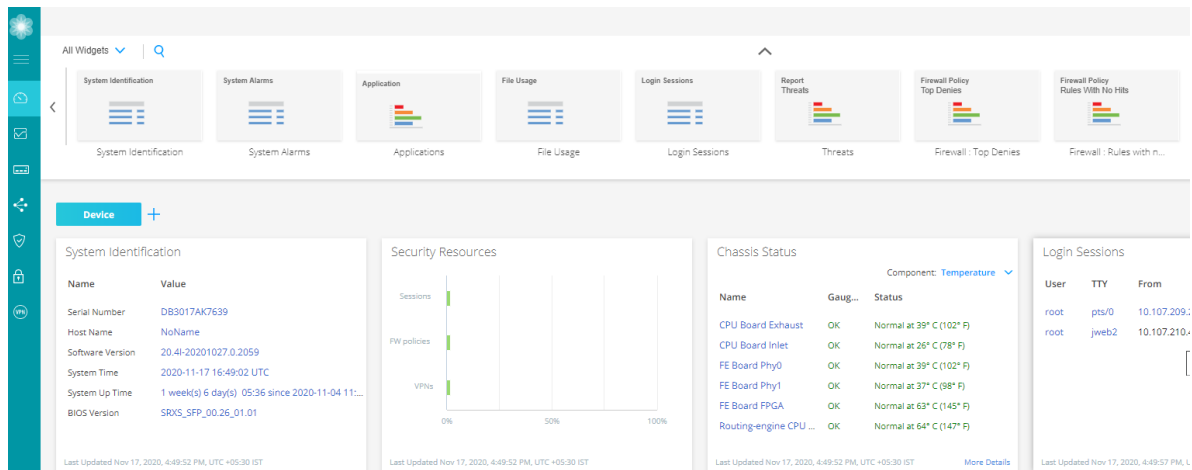 All Widgets
System Identification
System Alarms
Application
File Usage
Login Sessions
Report
Threats
Firewall Policy
Top Denies
Firewall Policy
Rules With No Hits
System Identification
System Alarms
Applications
File Usage
Login Sessions
Threats
Firewall : Top Denies
Firewall : Rules with n...
Device
System Identification
Name Value
Serial Number DB3017AK7639
Host Name NoName
Software Version 20.4I-20201027.0.2059
System Time 2020-11-17 16:49:02 UTC
System Up Time 1 week(s) 6 day(s) 05:36 since 2020-11-04 11:...
BIOS Version SRXS_SFP_00.26_01.01
Last Updated Nov 17, 2020, 4:49:52 PM, UTC +05:30 IST
Security Resources
Sessions
FW policies
VPNs
0% 50% 100%
Last Updated Nov 17, 2020, 4:49:52 PM, UTC +05:30 IST
Chassis Status
Component: Temperature
Name Gaug... Status
CPU Board Exhaust OK Normal at 39° C (102° F)
CPU Board Inlet OK Normal at 26° C (78° F)
FE Board Phy0 OK Normal at 39° C (102° F)
FE Board Phy1 OK Normal at 37° C (98° F)
FE Board FPGA OK Normal at 63° C (145° F)
Routing-engine CPU ... OK Normal at 64° C (147° F)
Last Updated Nov 17, 2020, 4:49:52 PM, UTC +05:30 IST More Details
Login Sessions
User TTY From
root pts/0 10.107.209.2
root jweb2 10.107.210.4
Last Updated Nov 17, 2020, 4:49:57 PM, U
VPN